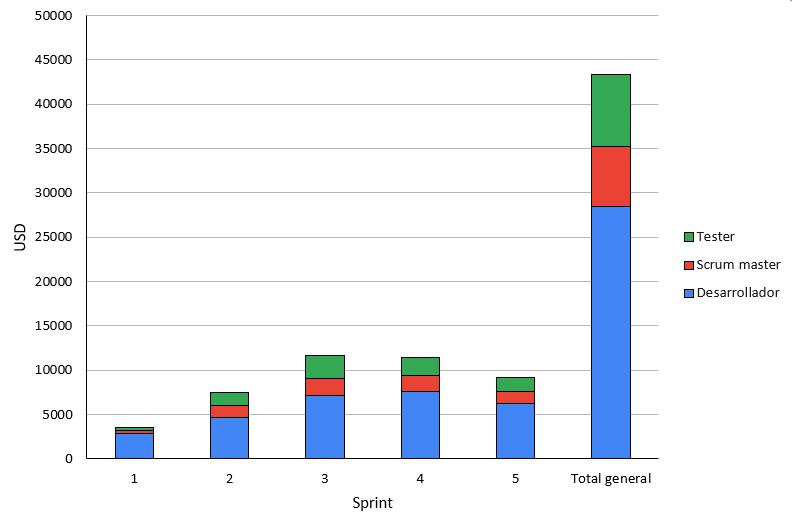 50000
45000
40000
35000
30000
25000
20000
15000
10000
5000
0
USD
1 2 3 4 5 Total general
Sprint
Tester
Scrum master
Desarrollador